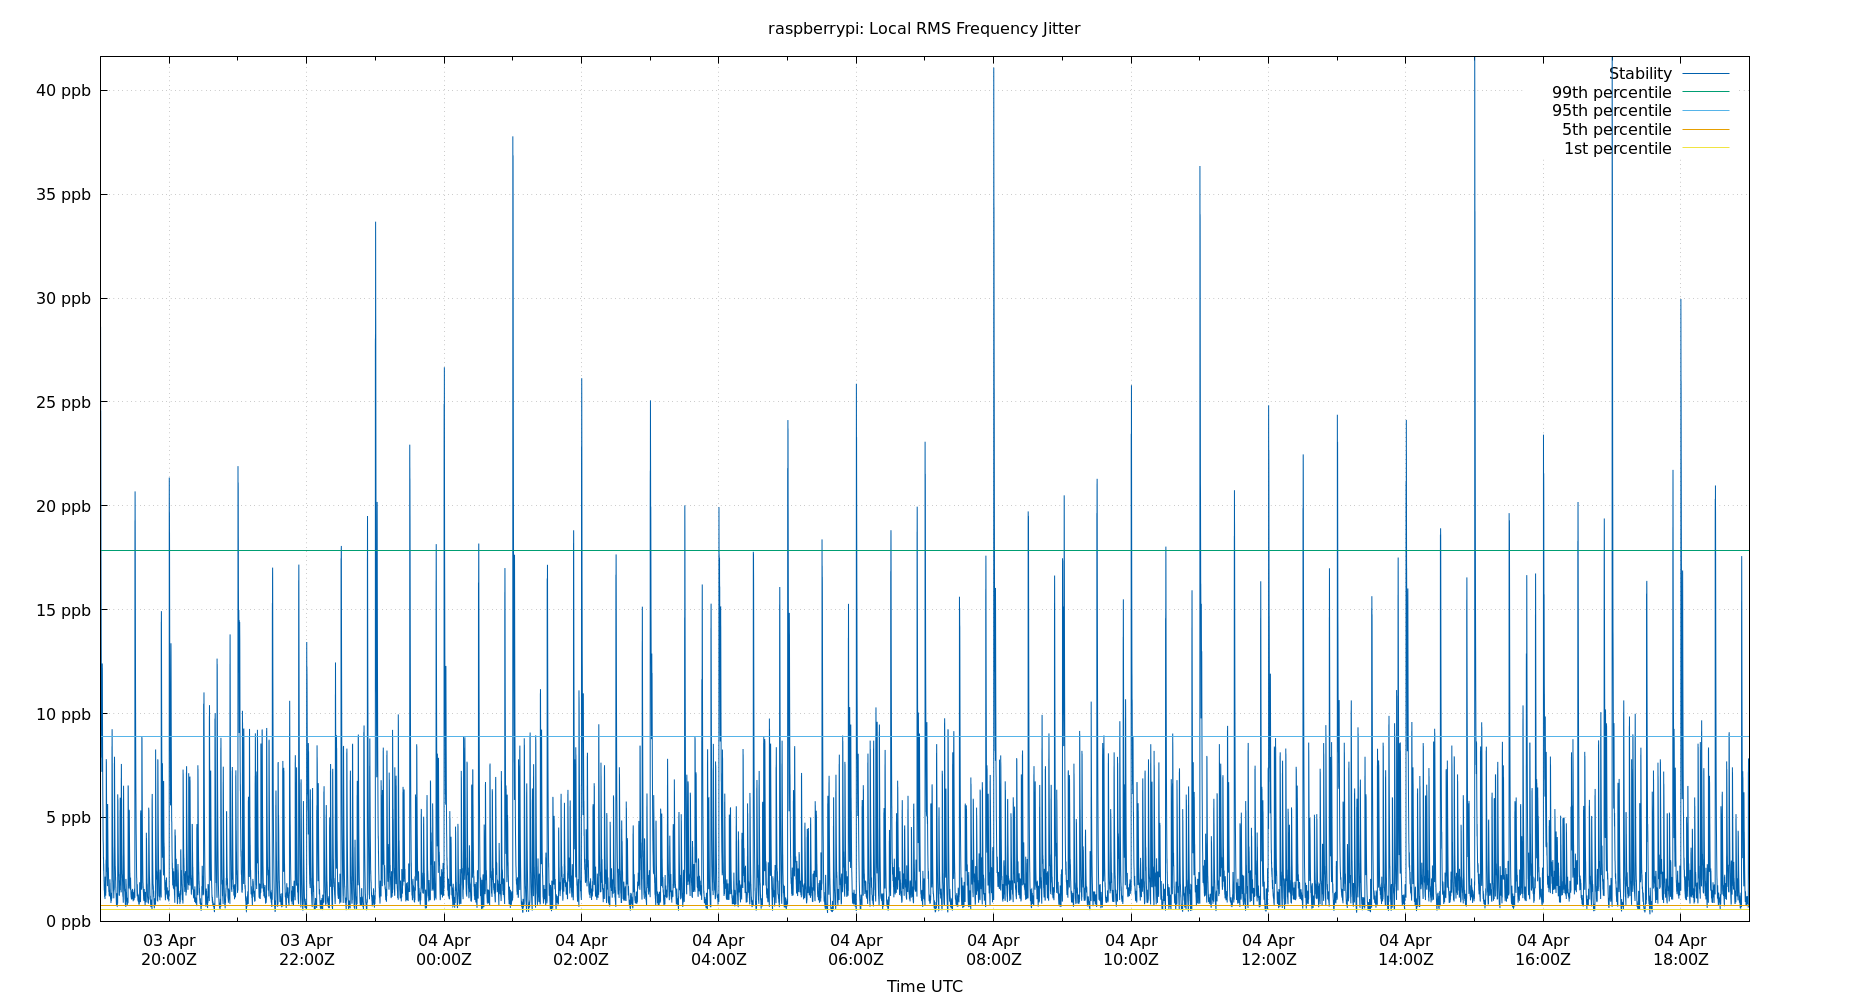 raspberrypi: Local RMS Frequency Jitter
Stability
99th percentile
95th percentile
5th percentile
1st percentile
40 ppb
35 ppb
30 ppb
25 ppb
20 ppb
15 ppb
10 ppb
5 ppb
0 ppb
03 Apr 03 Apr 04 Apr 04 Apr 04 Apr 04 Apr 04 Apr 04 Apr 04 Apr 04 Apr 04 Apr 04 Apr
20:00Z 22:00Z 00:00Z 02:00Z 04:00Z 06:00Z 08:00Z 10:00Z 12:00Z 14:00Z 16:00Z 18:00Z
Time UTC